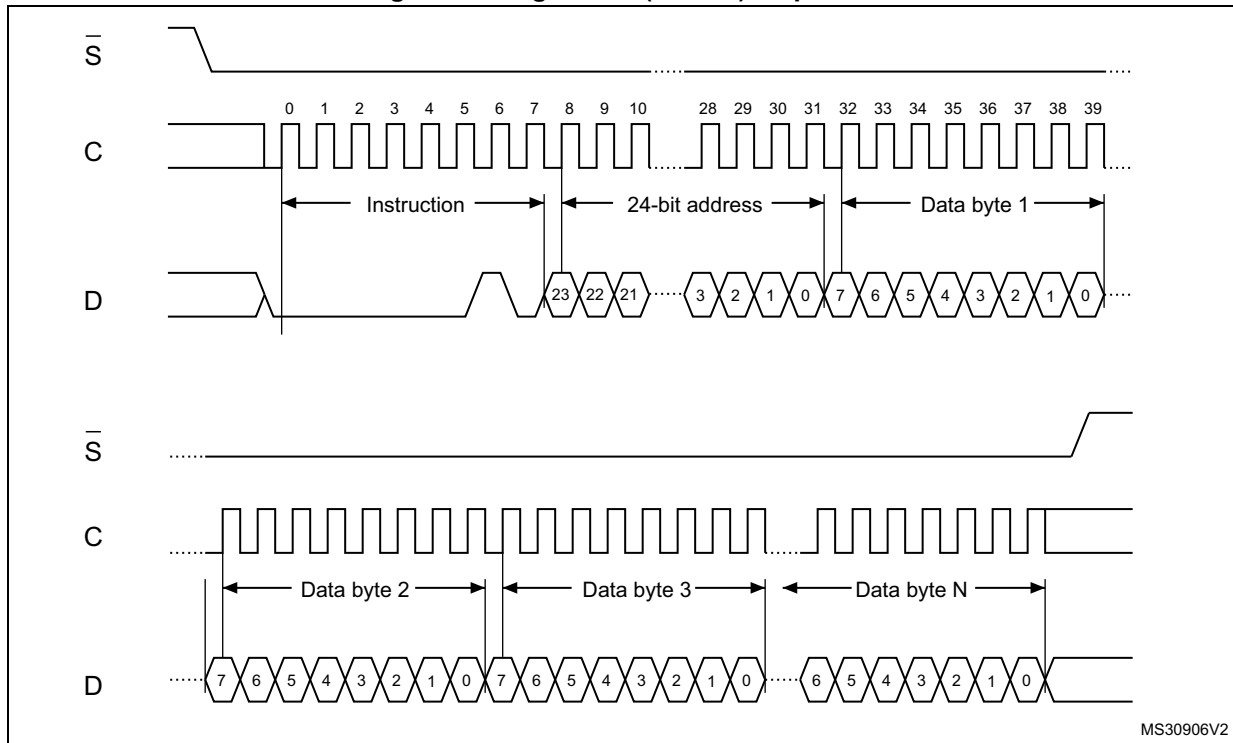 S
0 1 2 3 4 5 6 7 8 9 10 28 29 30 31 32 33 34 35 36 37 38 39
C
Instruction 24-bit address Data byte 1
D 23 22 21 3 2 1 0 7 6 5 4 3 2 1 0
S
C
Data byte 2 Data byte 3 Data byte N
D 7 6 5 4 3 2 1 0 7 6 5 4 3 2 1 0 6 5 4 3 2 1 0
MS30906V2